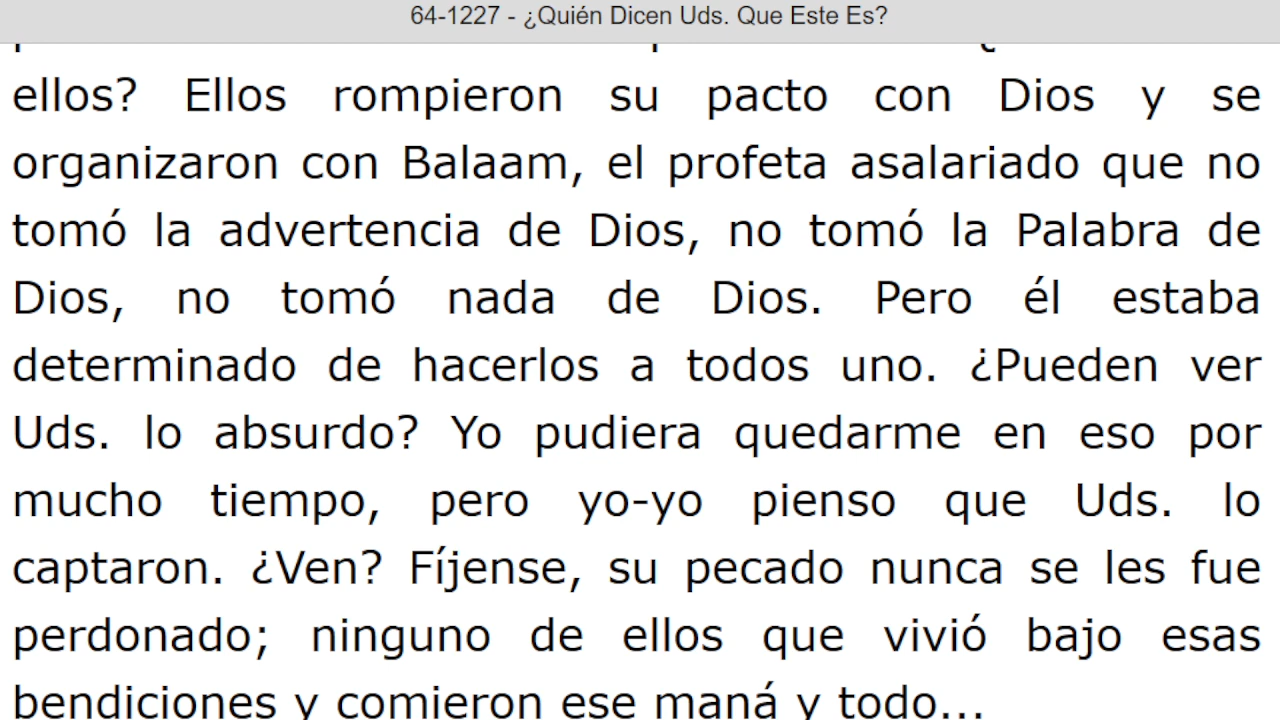 64-1227 - ¿Quién Dicen Uds. Que Este Es?
ellos? Ellos rompieron su pacto con Dios y se
organizaron con Balaam, el profeta asalariado que no
tomó la advertencia de Dios, no tomó la Palabra de
Dios, no tomó nada de Dios. Pero él estaba
determinado de hacerlos a todos uno. ¿Pueden ver
Uds. lo absurdo? Yo pudiera quedarme en eso por
mucho tiempo, pero yo-yo pienso que Uds. lo
captaron. ¿Ven? Fíjense, su pecado nunca se les fue
perdonado; ninguno de ellos que vivió bajo esas
bendiciones y comieron ese maná y todo...